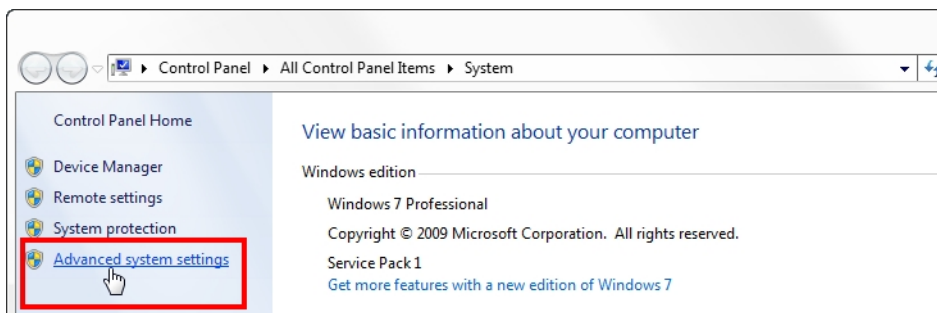 Control Panel ▸ All Control Panel Items ▸ System
Control Panel Home
Device Manager
Remote settings
System protection
Advanced system settings
View basic information about your computer
Windows edition
Windows 7 Professional
Copyright © 2009 Microsoft Corporation. All rights reserved.
Service Pack 1
Get more features with a new edition of Windows 7